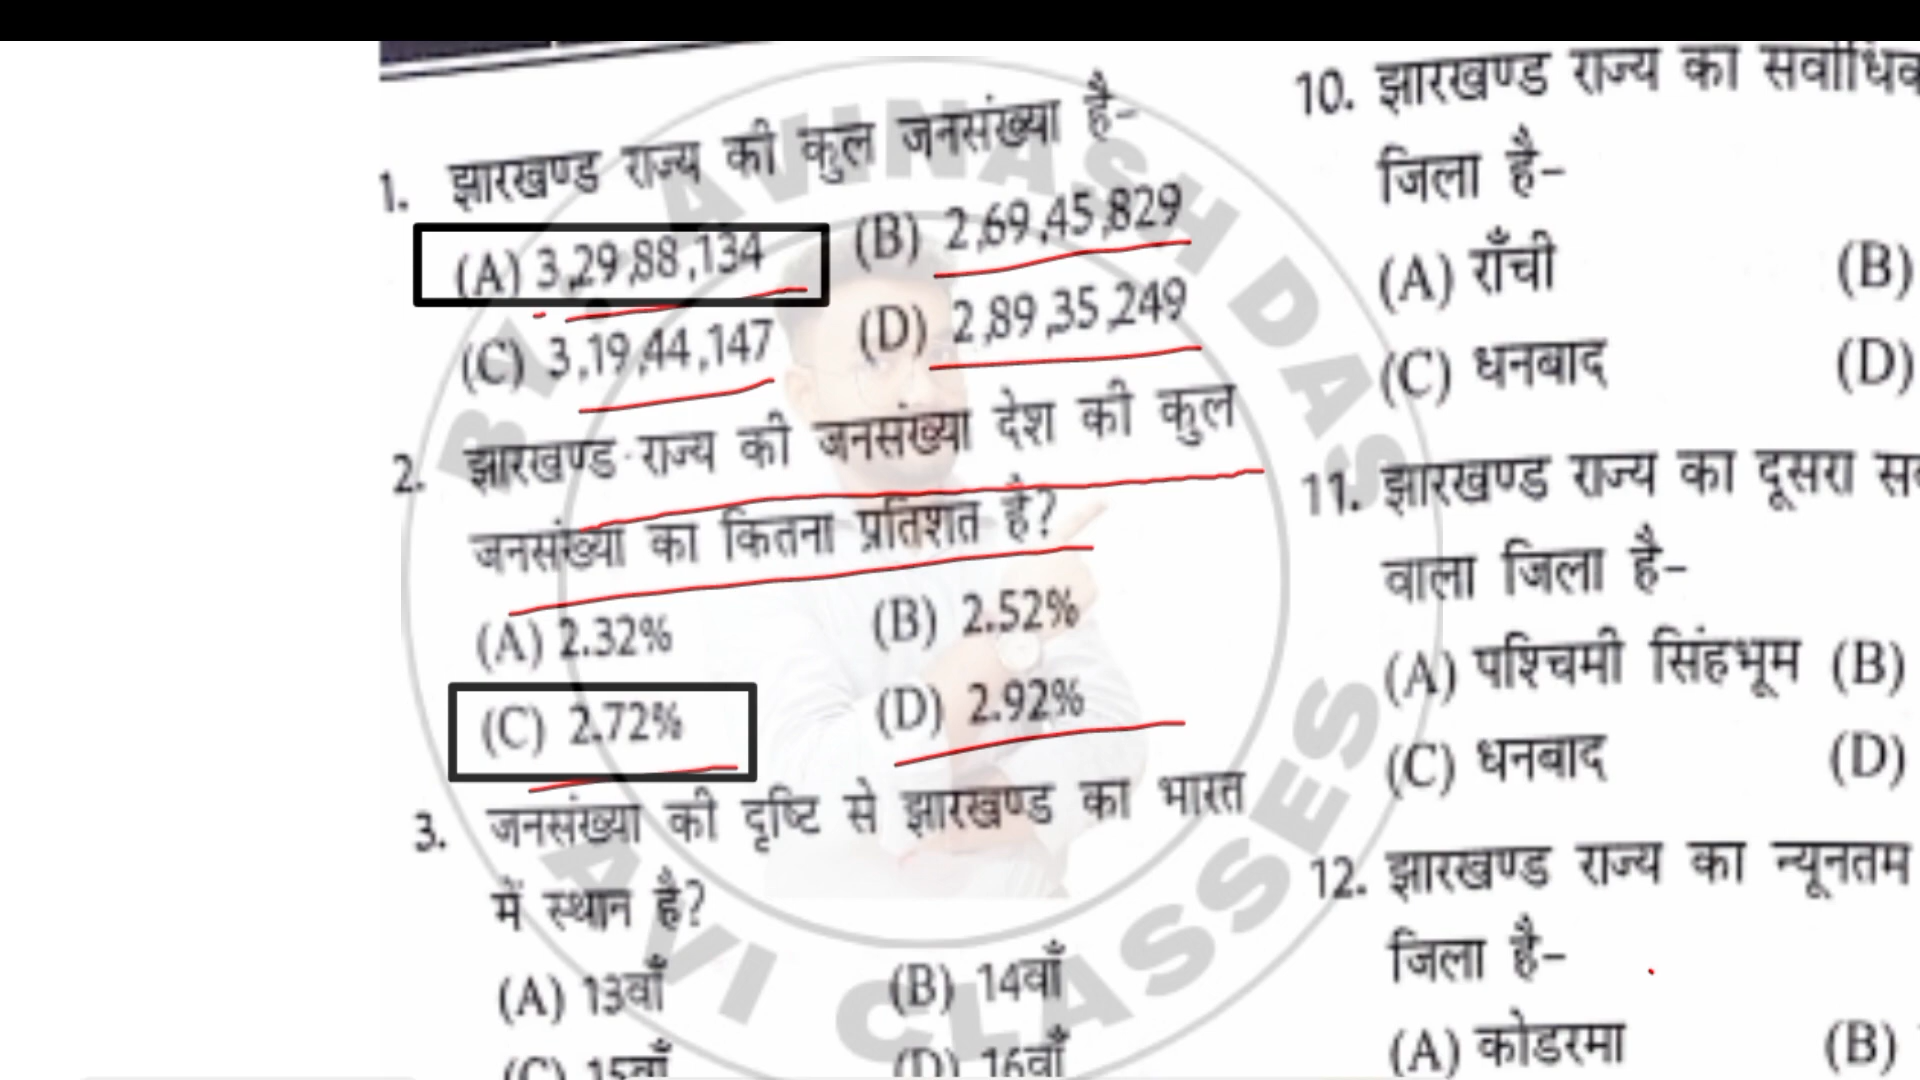 1. झारखण्ड राज्य की कुल जनसंख्या है-
(A) 3,29,88,134 (B) 2,69,45,829
(C) 3,19,44,147 (D) 2,89,35,249
2. झारखण्ड राज्य की जनसंख्या देश की कुल
जनसंख्या का कितना प्रतिशत है?
(A) 2.32% (B) 2.52%
(C) 2.72% (D) 2.92%
3. जनसंख्या की दृष्टि से झारखण्ड का भारत
में स्थान है?
(A) 13वाँ (B) 14वाँ
(C) 15वाँ (D) 16वाँ
10. झारखण्ड राज्य का
जिला है-
(A) राँची (B)
(C) धनबाद (D)
11. झारखण्ड राज्य का दूसरा
वाला जिला है-
(A) पश्चिमी सिंहभूम (B)
(C) धनबाद (D)
12. झारखण्ड राज्य का न्यूनतम
जिला है-
(A) कोडरमा (B)
BY : AVINASH DAS
AVI CLASSES